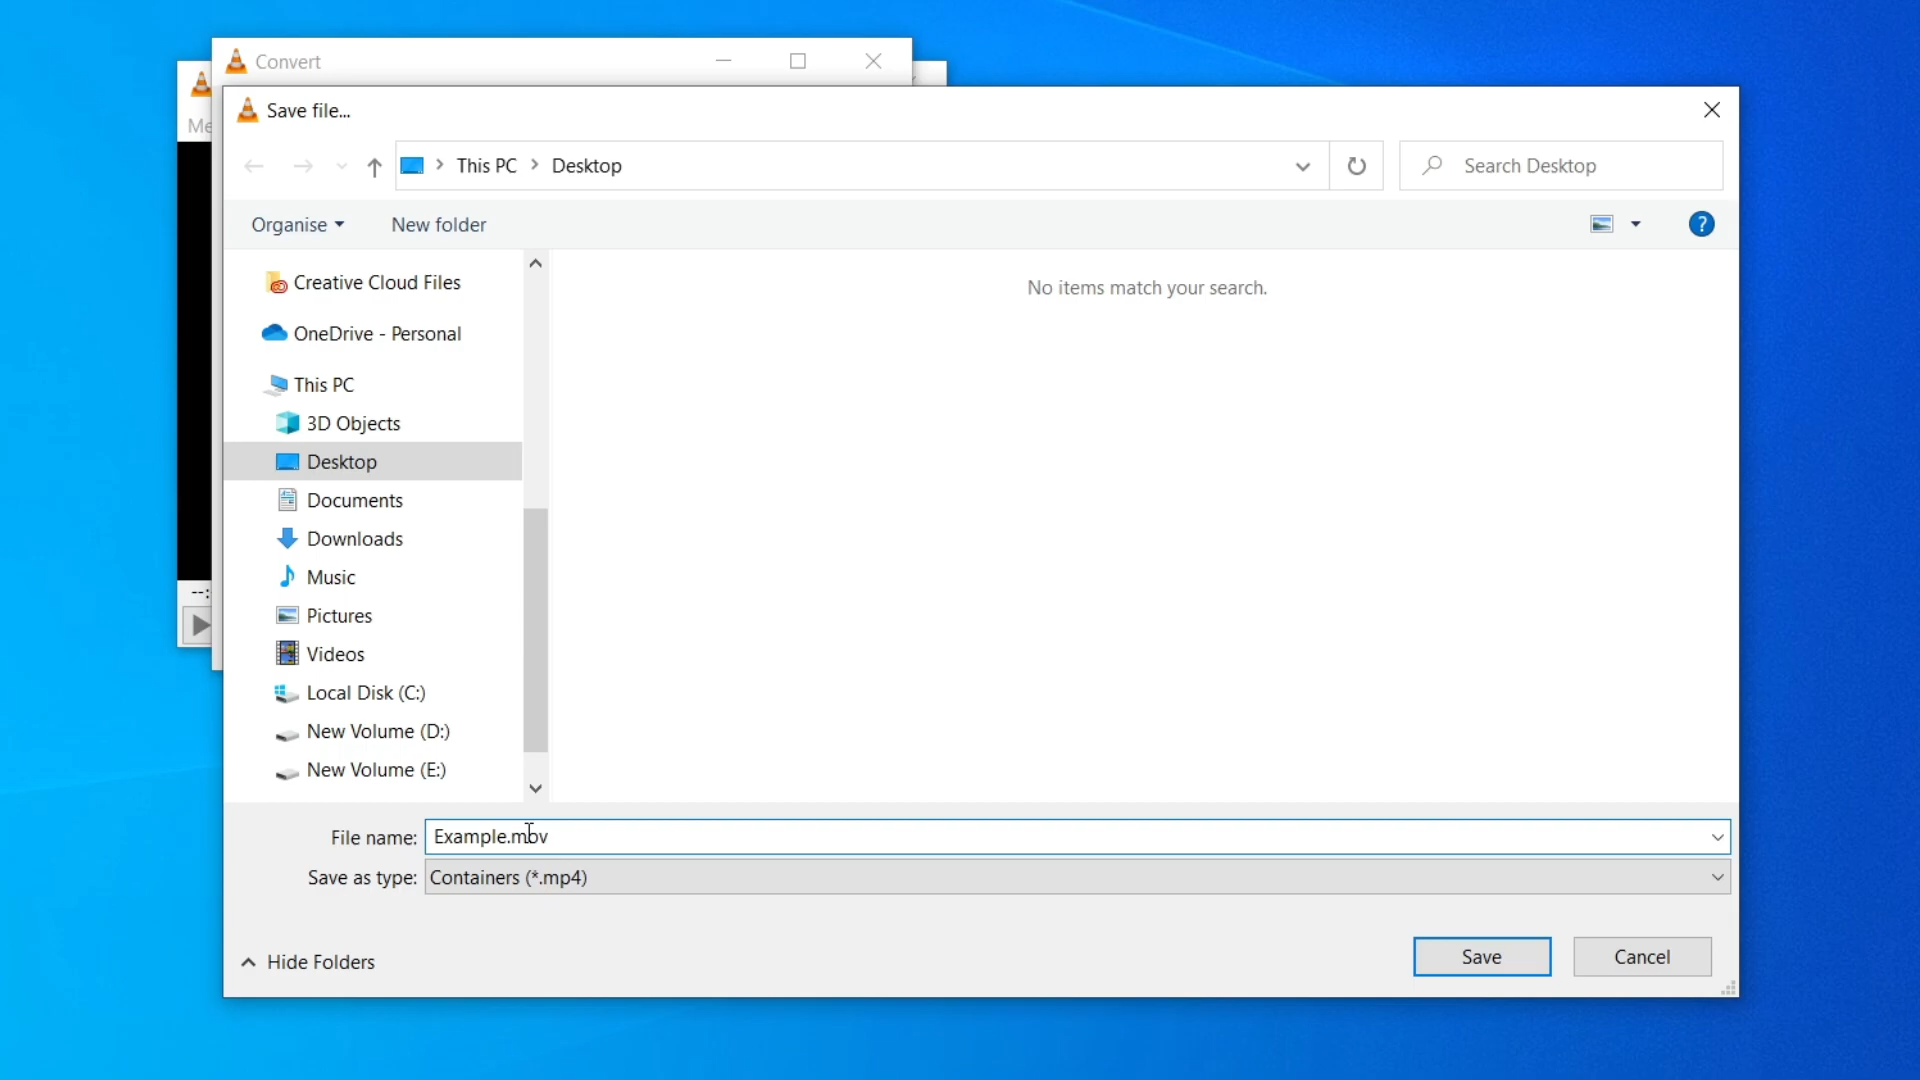 Convert
Me
Save file...
This PC > Desktop
Search Desktop
Organise
New folder
Creative Cloud Files
No items match your search.
OneDrive - Personal
This PC
3D Objects
Desktop
Documents
Downloads
Music
--:
Pictures
Videos
Local Disk (C:)
New Volume (D:)
New Volume (E:)
File name: Example.mov
Save as type: Containers (*.mp4)
Save
Cancel
Hide Folders